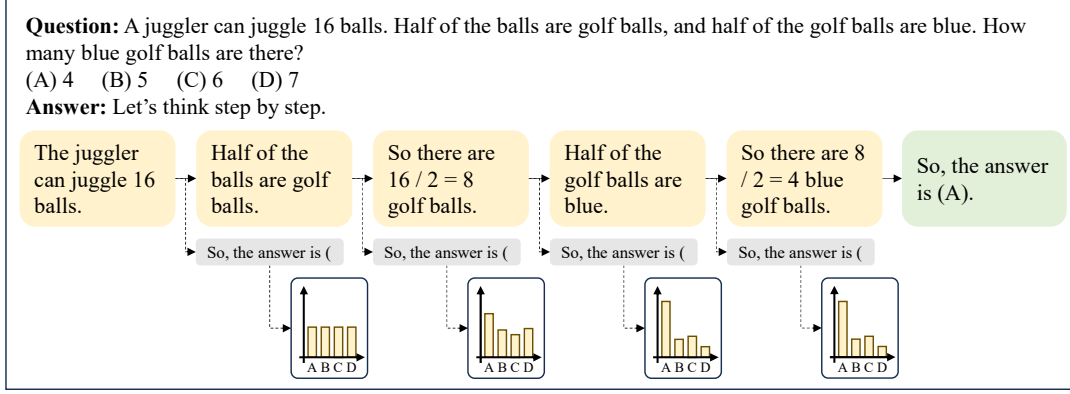 Question: A juggler can juggle 16 balls. Half of the balls are golf balls, and half of the golf balls are blue. How
many blue golf balls are there?
(A) 4 (B) 5 (C) 6 (D) 7
Answer: Let’s think step by step.
The juggler
can juggle 16
balls.
Half of the
balls are golf
balls.
So there are
16 / 2 = 8
golf balls.
Half of the
golf balls are
blue.
So there are 8
/ 2 = 4 blue
golf balls.
So, the answer
is (A).
So, the answer is (
So, the answer is (
So, the answer is (
So, the answer is (
A B C D
A B C D
A B C D
A B C D